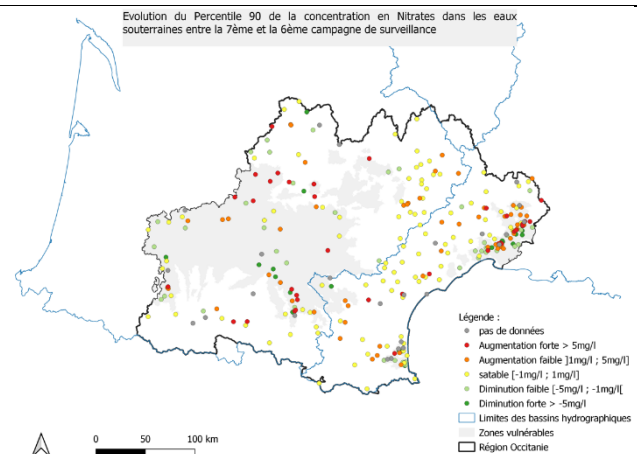 Evolution du Percentile 90 de la concentration en Nitrates dans les eaux
souterraines entre la 7ème et la 6ème campagne de surveillance
Légende :
pas de données
Augmentation forte > 5mg/l
Augmentation faible ]1mg/l ; 5mg/l]
satable [-1mg/l ; 1mg/l]
Diminution faible [-5mg/l ; -1mg/l[
Diminution forte > -5mg/l
Limites des bassins hydrographiques
Zones vulnérables
Région Occitanie
0 50 100 km